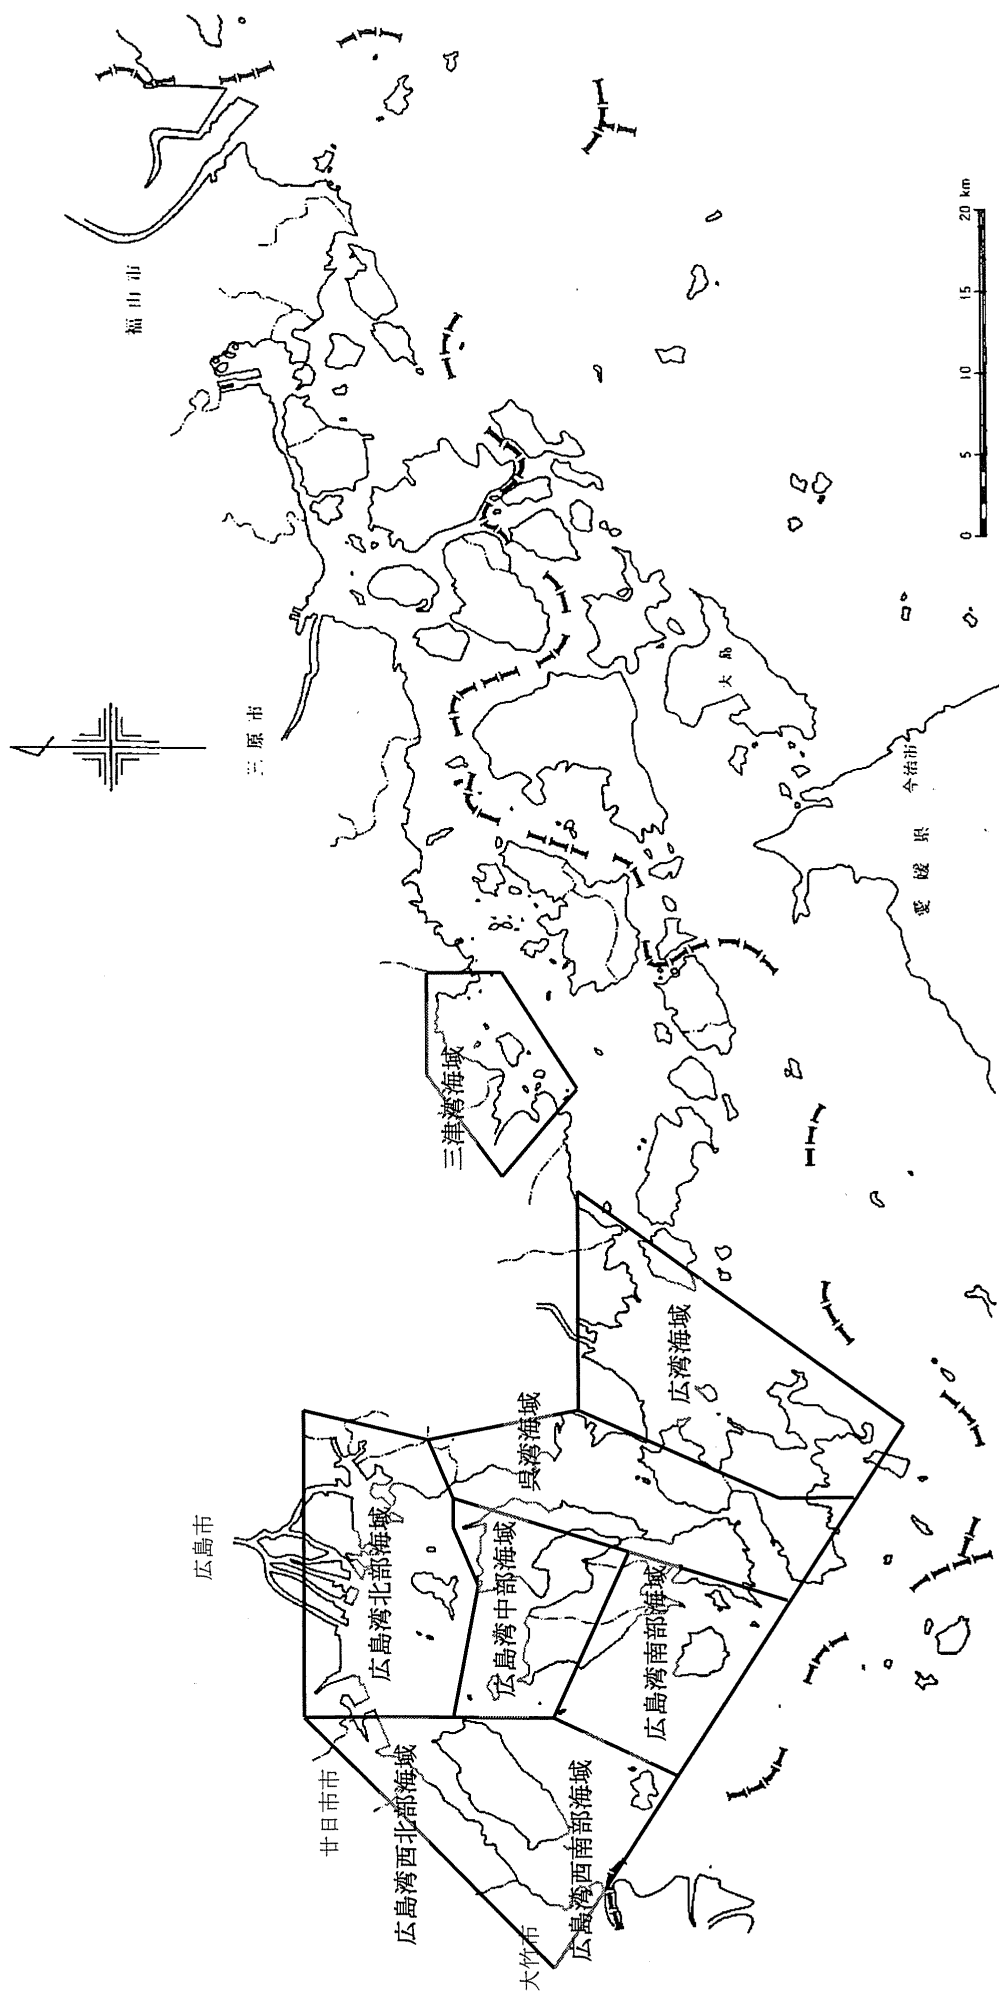 広島市
廿日市市
大竹市
広島湾西北部海域
広島湾西南部海域
広島湾北部海域
広島湾中部海域
広島湾南部海域
呉湾海域
広湾海域
三津湾海域
三原市
福山市
大島
今治市
愛媛県
0 5 10 15 20 km